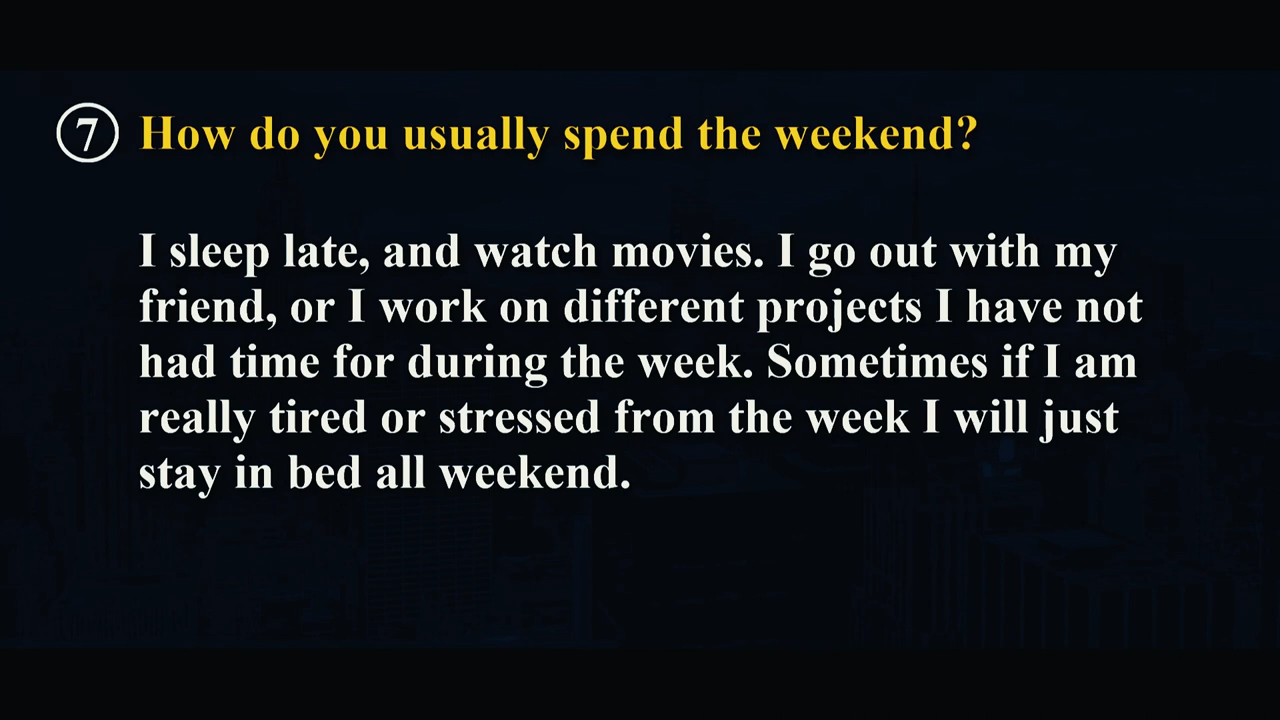 7 How do you usually spend the weekend?
I sleep late, and watch movies. I go out with my
friend, or I work on different projects I have not
had time for during the week. Sometimes if I am
really tired or stressed from the week I will just
stay in bed all weekend.